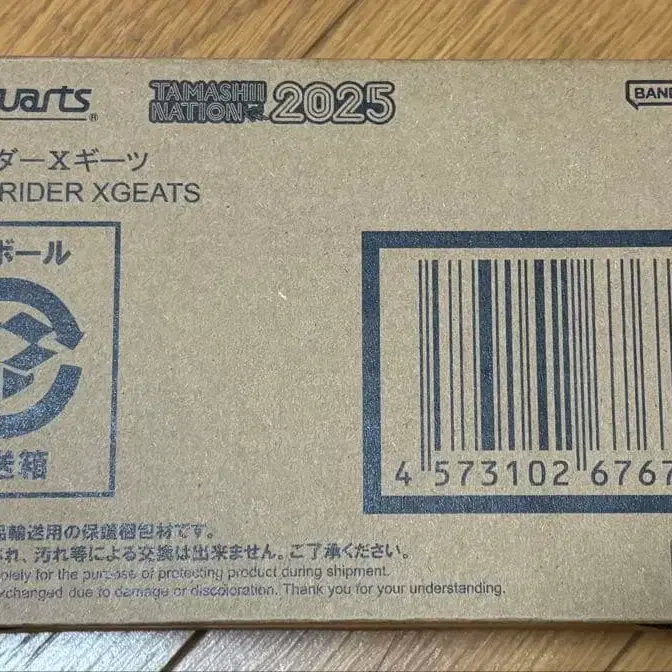 uarts®
TAMASHII
NATION 2025
BAND
ダーXギーツ
RIDER XGEATS
ボール
送箱
4 573102 6767
品輸送用の保護梱包材です。
れ、汚れ等による交換は出来ません。ご了承ください。
olely for the purpose of protecting product during shipment.
xchanged due to damage or discoloration. Thank you for your understanding.